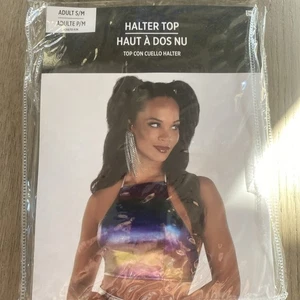 ADULT S/M
ADULTE P/M
HALTER TOP
HAUT À DOS NU
TOP CON CUELLO HALTER